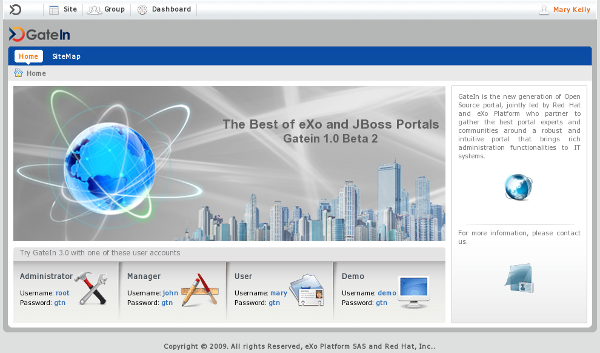 Site
Group
Dashboard
Mary Kelly
GateIn
Home
SiteMap
Home
The Best of eXo and JBoss Portals
Gatein 1.0 Beta 2
GateIn is the new generation of Open
Source portal, jointly led by Red Hat
and eXo Platform who partner to
gather the best portal experts and
communities around a robust and
intuitive portal that brings rich
administration functionalities to IT
systems.
For more information, please contact
us
Try GateIn 3.0 with one of these user accounts
Administrator
Username: root
Password: gtn
Manager
Username: john
Password: gtn
User
Username: mary
Password: gtn
Demo
Username: demo
Password: gtn
Copyright © 2009. All rights Reserved, eXo Platform SAS and Red Hat, Inc..